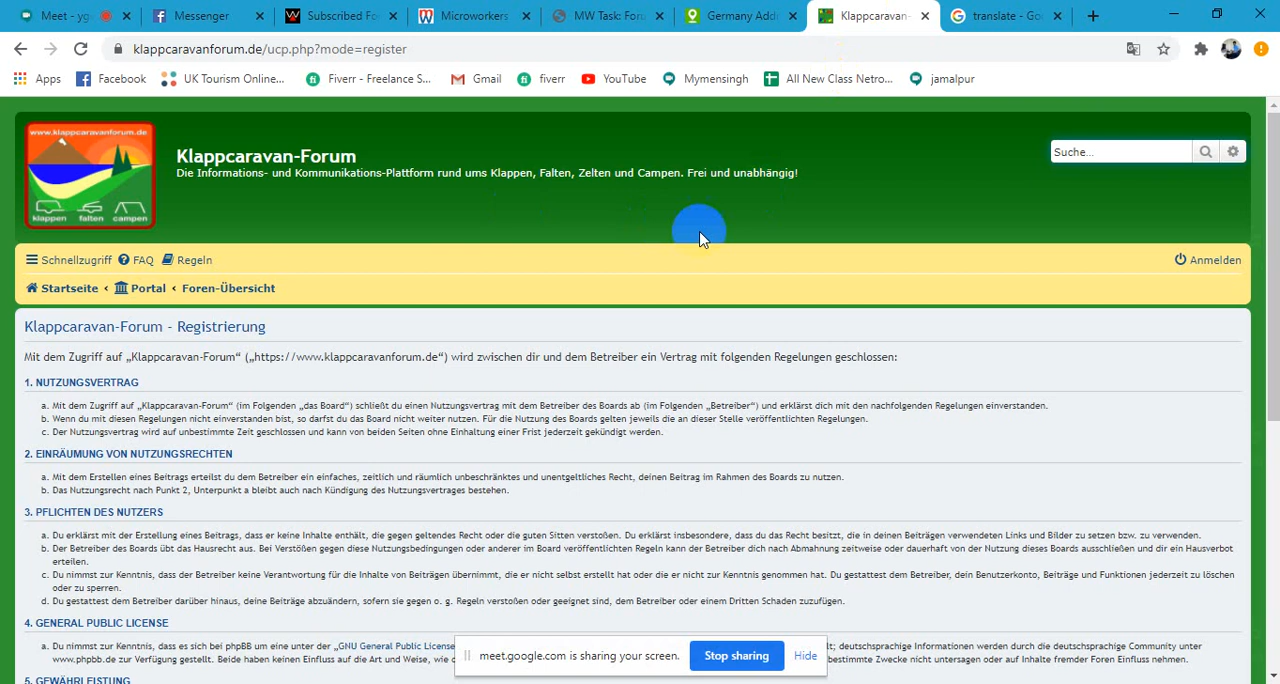 Meet - yg
Messenger
Subscribed Fo
Microworkers
MW Task: Foru
Germany Add
Klappcaravan-
translate - Go
klappcaravanforum.de/ucp.php?mode=register
Apps
Facebook
UK Tourism Online...
Fiverr - Freelance S...
Gmail
fiverr
YouTube
Mymensingh
All New Class Netro...
jamalpur
www.klappcaravanforum.de
klappen falten campen
Klappcaravan-Forum
Die Informations- und Kommunikations-Plattform rund ums Klappen, Falten, Zelten und Campen. Frei und unabhängig!
Suche...
Schnellzugriff FAQ Regeln
Anmelden
Startseite ‹ Portal ‹ Foren-Übersicht
Klappcaravan-Forum - Registrierung
Mit dem Zugriff auf „Klappcaravan-Forum“ („https://www.klappcaravanforum.de“) wird zwischen dir und dem Betreiber ein Vertrag mit folgenden Regelungen geschlossen:
1. NUTZUNGSVERTRAG
a. Mit dem Zugriff auf „Klappcaravan-Forum“ (im Folgenden „das Board“) schließt du einen Nutzungsvertrag mit dem Betreiber des Boards ab (im Folgenden „Betreiber“) und erklärst dich mit den nachfolgenden Regelungen einverstanden.
b. Wenn du mit diesen Regelungen nicht einverstanden bist, so darfst du das Board nicht weiter nutzen. Für die Nutzung des Boards gelten jeweils die an dieser Stelle veröffentlichten Regelungen.
c. Der Nutzungsvertrag wird auf unbestimmte Zeit geschlossen und kann von beiden Seiten ohne Einhaltung einer Frist jederzeit gekündigt werden.
2. EINRÄUMUNG VON NUTZUNGSRECHTEN
a. Mit dem Erstellen eines Beitrags erteilst du dem Betreiber ein einfaches, zeitlich und räumlich unbeschränktes und unentgeltliches Recht, deinen Beitrag im Rahmen des Boards zu nutzen.
b. Das Nutzungsrecht nach Punkt 2, Unterpunkt a bleibt auch nach Kündigung des Nutzungsvertrages bestehen.
3. PFLICHTEN DES NUTZERS
a. Du erklärst mit der Erstellung eines Beitrags, dass er keine Inhalte enthält, die gegen geltendes Recht oder die guten Sitten verstoßen. Du erklärst insbesondere, dass du das Recht besitzt, die in deinen Beiträgen verwendeten Links und Bilder zu setzen bzw. zu verwenden.
b. Der Betreiber des Boards übt das Hausrecht aus. Bei Verstößen gegen diese Nutzungsbedingungen oder anderer im Board veröffentlichten Regeln kann der Betreiber dich nach Abmahnung zeitweise oder dauerhaft von der Nutzung dieses Boards ausschließen und dir ein Hausverbot
erteilen.
c. Du nimmst zur Kenntnis, dass der Betreiber keine Verantwortung für die Inhalte von Beiträgen übernimmt, die er nicht selbst erstellt hat oder die er nicht zur Kenntnis genommen hat. Du gestattest dem Betreiber, dein Benutzerkonto, Beiträge und Funktionen jederzeit zu löschen
oder zu sperren.
d. Du gestattest dem Betreiber darüber hinaus, deine Beiträge abzuändern, sofern sie gegen o. g. Regeln verstoßen oder geeignet sind, dem Betreiber oder einem Dritten Schaden zuzufügen.
4. GENERAL PUBLIC LICENSE
a. Du nimmst zur Kenntnis, dass es sich bei phpBB um eine unter der „GNU General Public License
lt; deutschsprachige Informationen werden durch die deutschsprachige Community unter
www.phpbb.de zur Verfügung gestellt. Beide haben keinen Einfluss auf die Art und Weise, wie
bestimmte Zwecke nicht untersagen oder auf Inhalte fremder Foren Einfluss nehmen.
meet.google.com is sharing your screen.
Stop sharing
Hide
5. GEWÄHRLEISTUNG